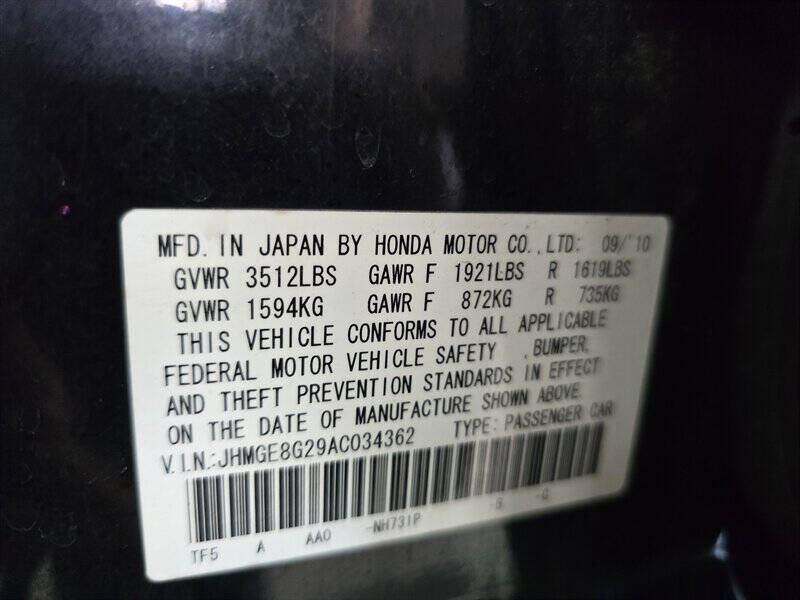 MFD. IN JAPAN BY HONDA MOTOR CO., LTD. 09/'10
GVWR 3512LBS GAWR F 1921LBS R 1619LBS
GVWR 1594KG GAWR F 872KG R 735KG
THIS VEHICLE CONFORMS TO ALL APPLICABLE
FEDERAL MOTOR VEHICLE SAFETY , BUMPER,
AND THEFT PREVENTION STANDARDS IN EFFECT
ON THE DATE OF MANUFACTURE SHOWN ABOVE.
V.I.N.:JHMGE8G29AC034362 TYPE: PASSENGER CAR
TF5 A AA0 -NH731P -G -G